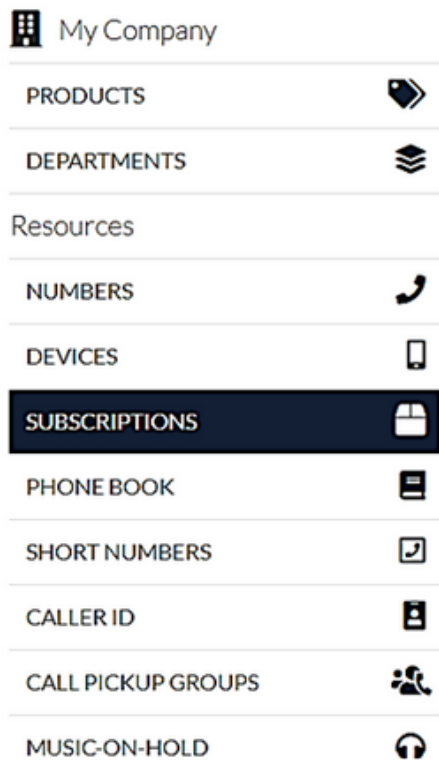 My Company
PRODUCTS
DEPARTMENTS
Resources
NUMBERS
DEVICES
SUBSCRIPTIONS
PHONE BOOK
SHORT NUMBERS
CALLER ID
CALL PICKUP GROUPS
MUSIC-ON-HOLD